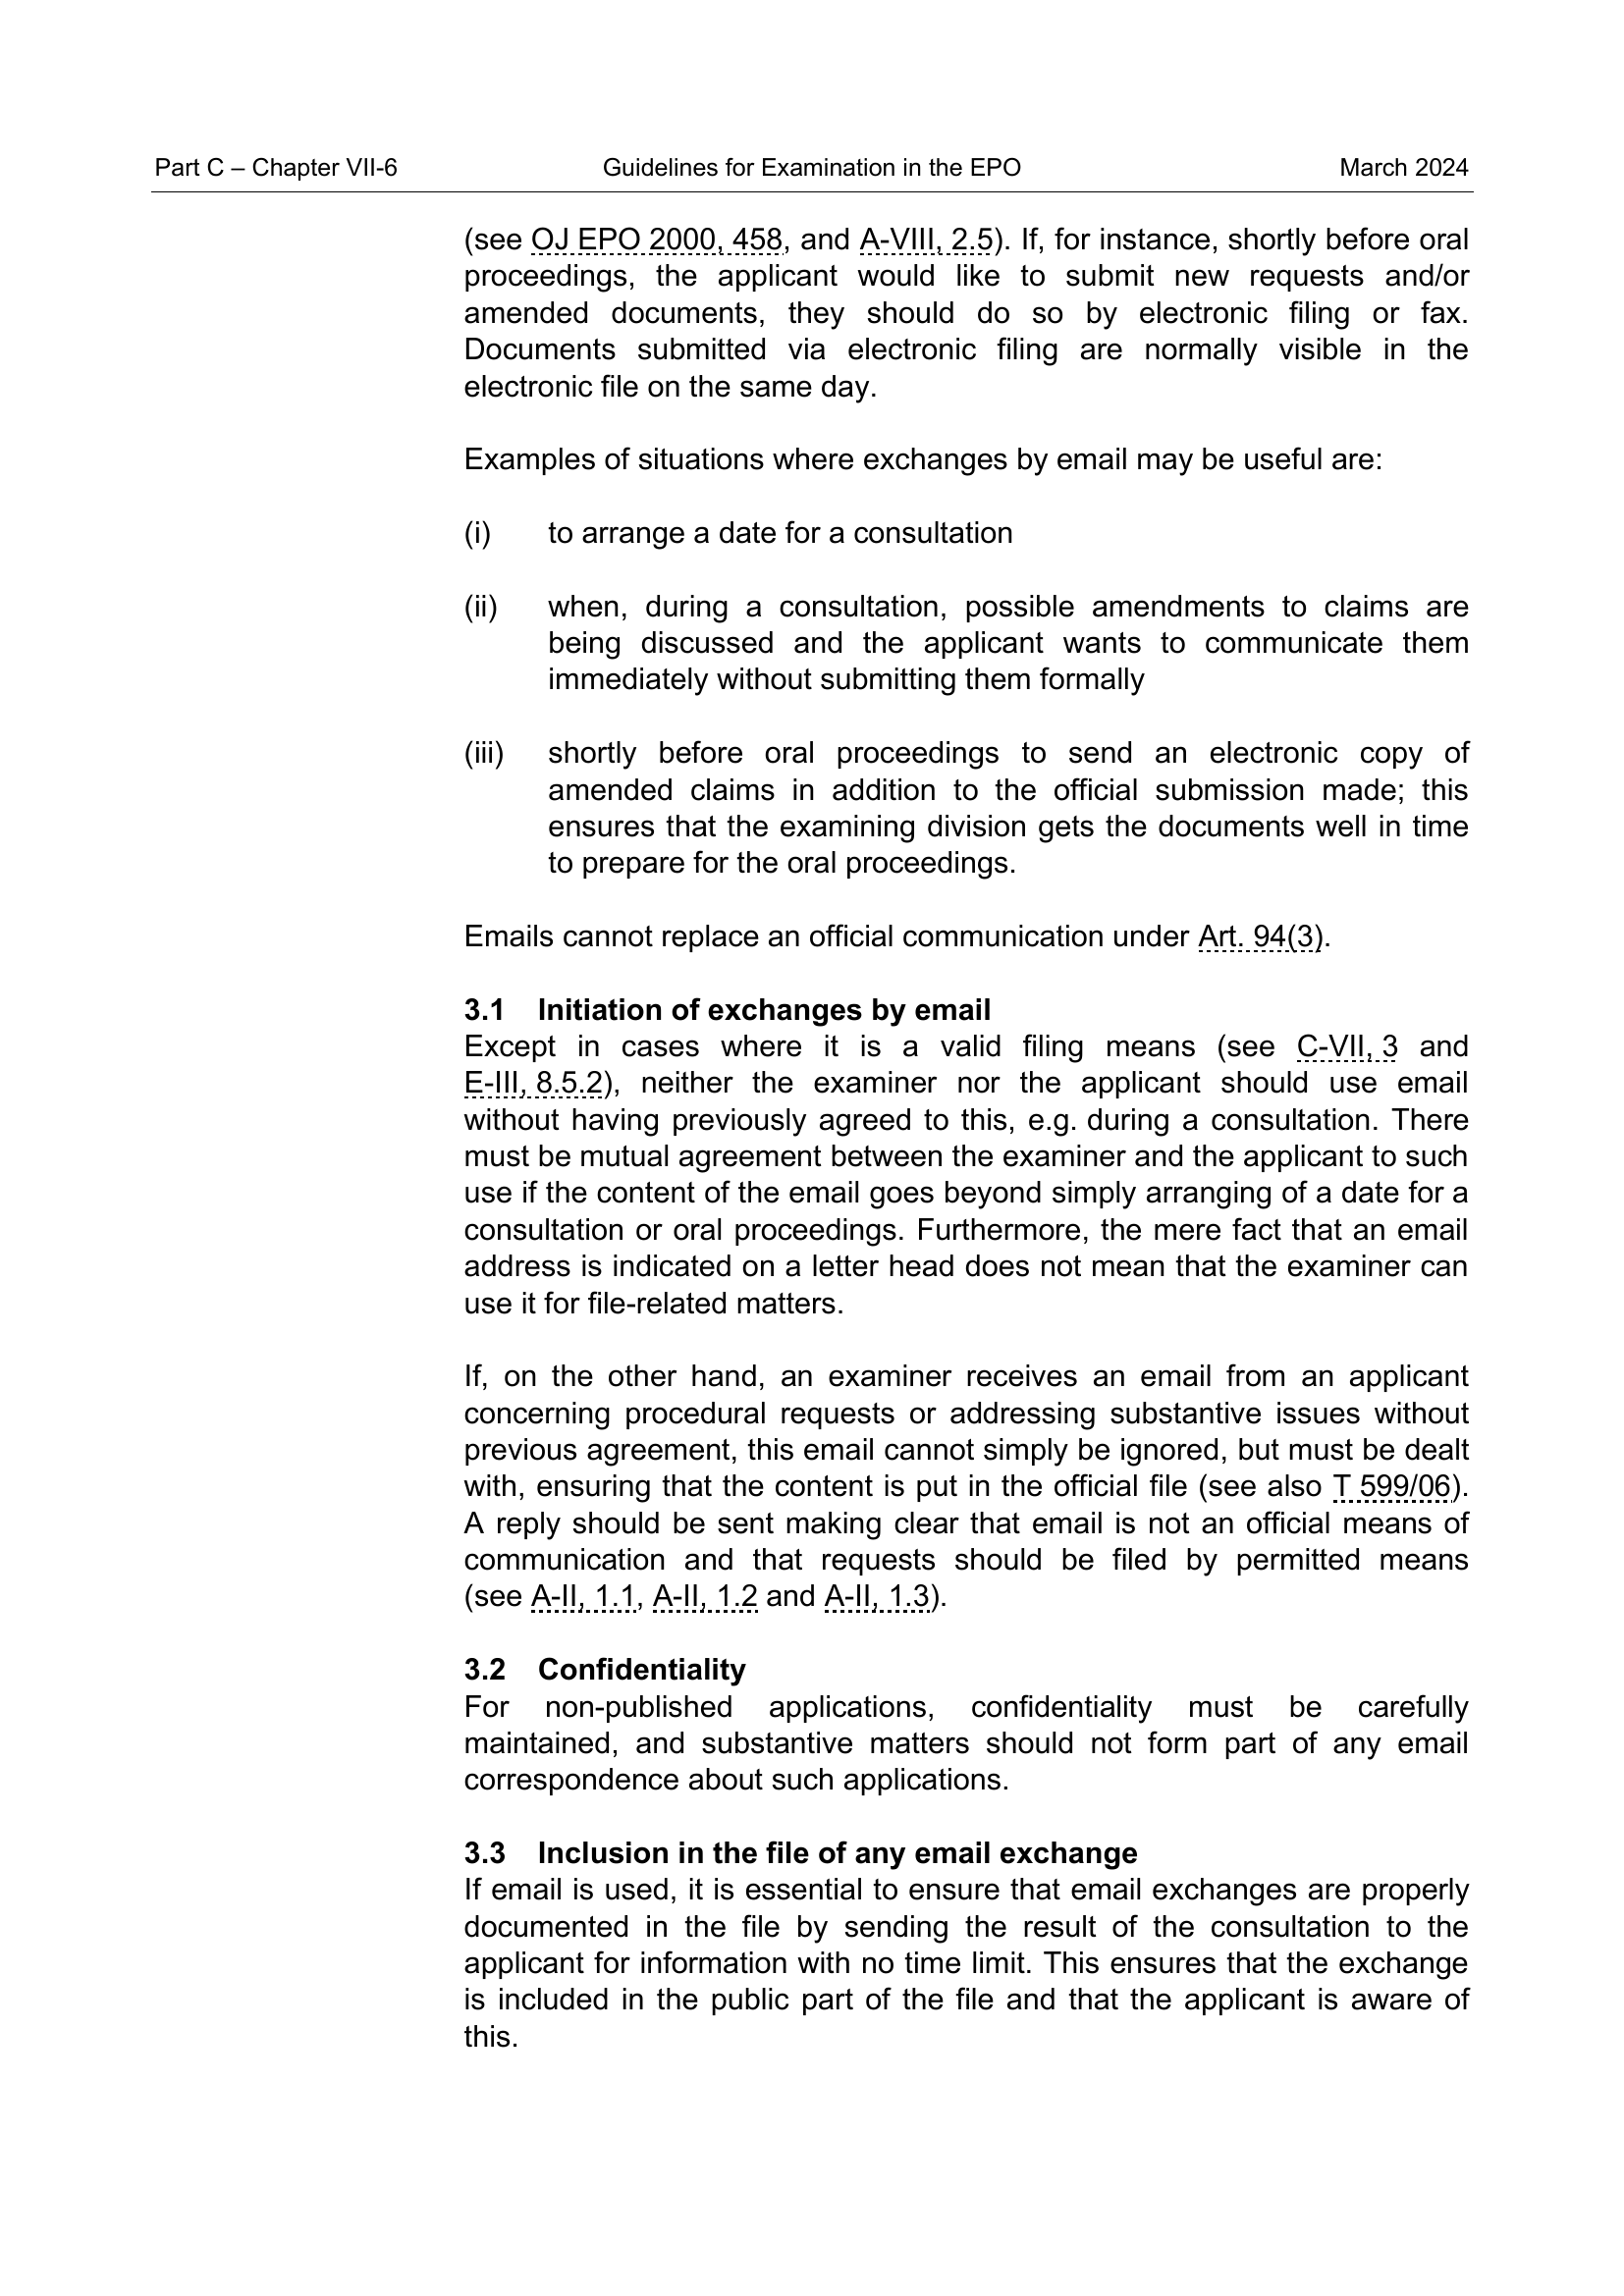 Part C – Chapter VII-6 Guidelines for Examination in the EPO March 2024
(see OJ EPO 2000, 458, and A-VIII, 2.5). If, for instance, shortly before oral
proceedings, the applicant would like to submit new requests and/or
amended documents, they should do so by electronic filing or fax.
Documents submitted via electronic filing are normally visible in the
electronic file on the same day.
Examples of situations where exchanges by email may be useful are:
(i) to arrange a date for a consultation
(ii) when, during a consultation, possible amendments to claims are
being discussed and the applicant wants to communicate them
immediately without submitting them formally
(iii) shortly before oral proceedings to send an electronic copy of
amended claims in addition to the official submission made; this
ensures that the examining division gets the documents well in time
to prepare for the oral proceedings.
Emails cannot replace an official communication under Art. 94(3).
3.1 Initiation of exchanges by email
Except in cases where it is a valid filing means (see C-VII, 3 and
E-III, 8.5.2), neither the examiner nor the applicant should use email
without having previously agreed to this, e.g. during a consultation. There
must be mutual agreement between the examiner and the applicant to such
use if the content of the email goes beyond simply arranging of a date for a
consultation or oral proceedings. Furthermore, the mere fact that an email
address is indicated on a letter head does not mean that the examiner can
use it for file-related matters.
If, on the other hand, an examiner receives an email from an applicant
concerning procedural requests or addressing substantive issues without
previous agreement, this email cannot simply be ignored, but must be dealt
with, ensuring that the content is put in the official file (see also T 599/06).
A reply should be sent making clear that email is not an official means of
communication and that requests should be filed by permitted means
(see A-II, 1.1, A-II, 1.2 and A-II, 1.3).
3.2 Confidentiality
For non-published applications, confidentiality must be carefully
maintained, and substantive matters should not form part of any email
correspondence about such applications.
3.3 Inclusion in the file of any email exchange
If email is used, it is essential to ensure that email exchanges are properly
documented in the file by sending the result of the consultation to the
applicant for information with no time limit. This ensures that the exchange
is included in the public part of the file and that the applicant is aware of
this.